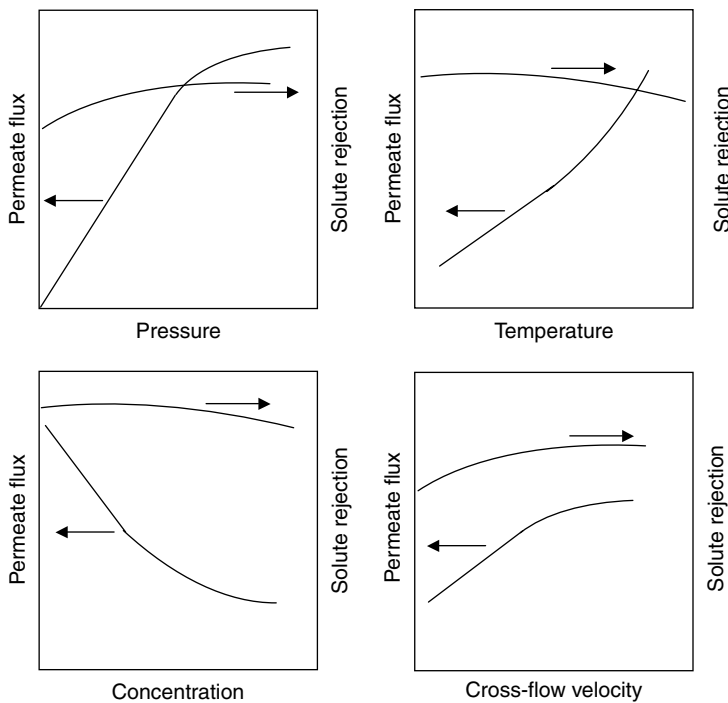 Permeate flux
Solute rejection
Pressure
Permeate flux
Solute rejection
Temperature
Permeate flux
Solute rejection
Concentration
Permeate flux
Solute rejection
Cross-flow velocity